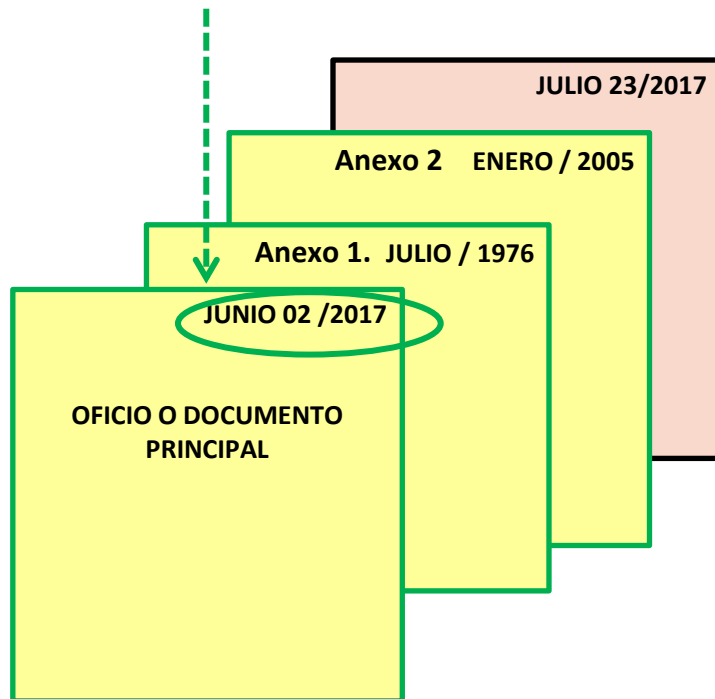 JULIO 23/2017
Anexo 2 ENERO / 2005
Anexo 1. JULIO / 1976
JUNIO 02 /2017
OFICIO O DOCUMENTO
PRINCIPAL